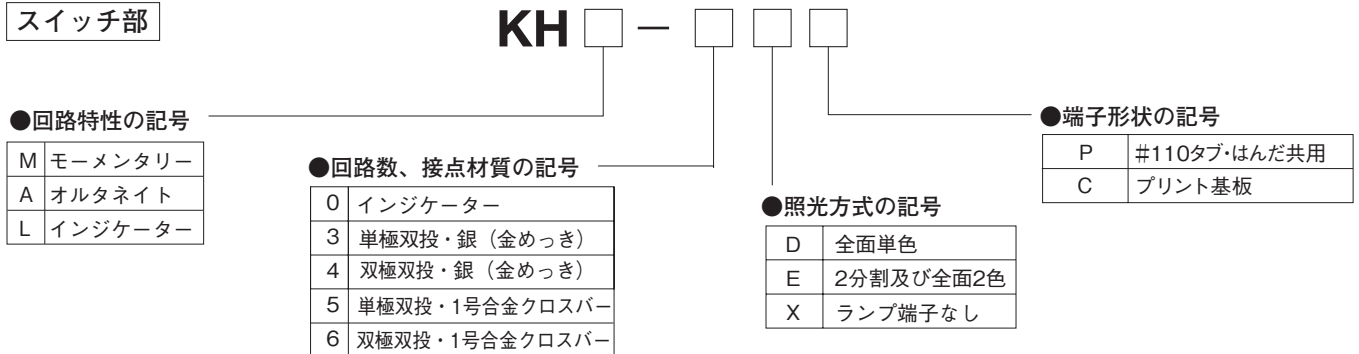 スイッチ部
KH □ － □ □ □
●回路特性の記号
M モーメンタリー
A オルタネイト
L インジケーター
●回路数、接点材質の記号
0 インジケーター
3 単極双投・銀（金めっき）
4 双極双投・銀（金めっき）
5 単極双投・1号合金クロスバー
6 双極双投・1号合金クロスバー
●照光方式の記号
D 全面単色
E 2分割及び全面2色
X ランプ端子なし
●端子形状の記号
P #110タブ・はんだ共用
C プリント基板